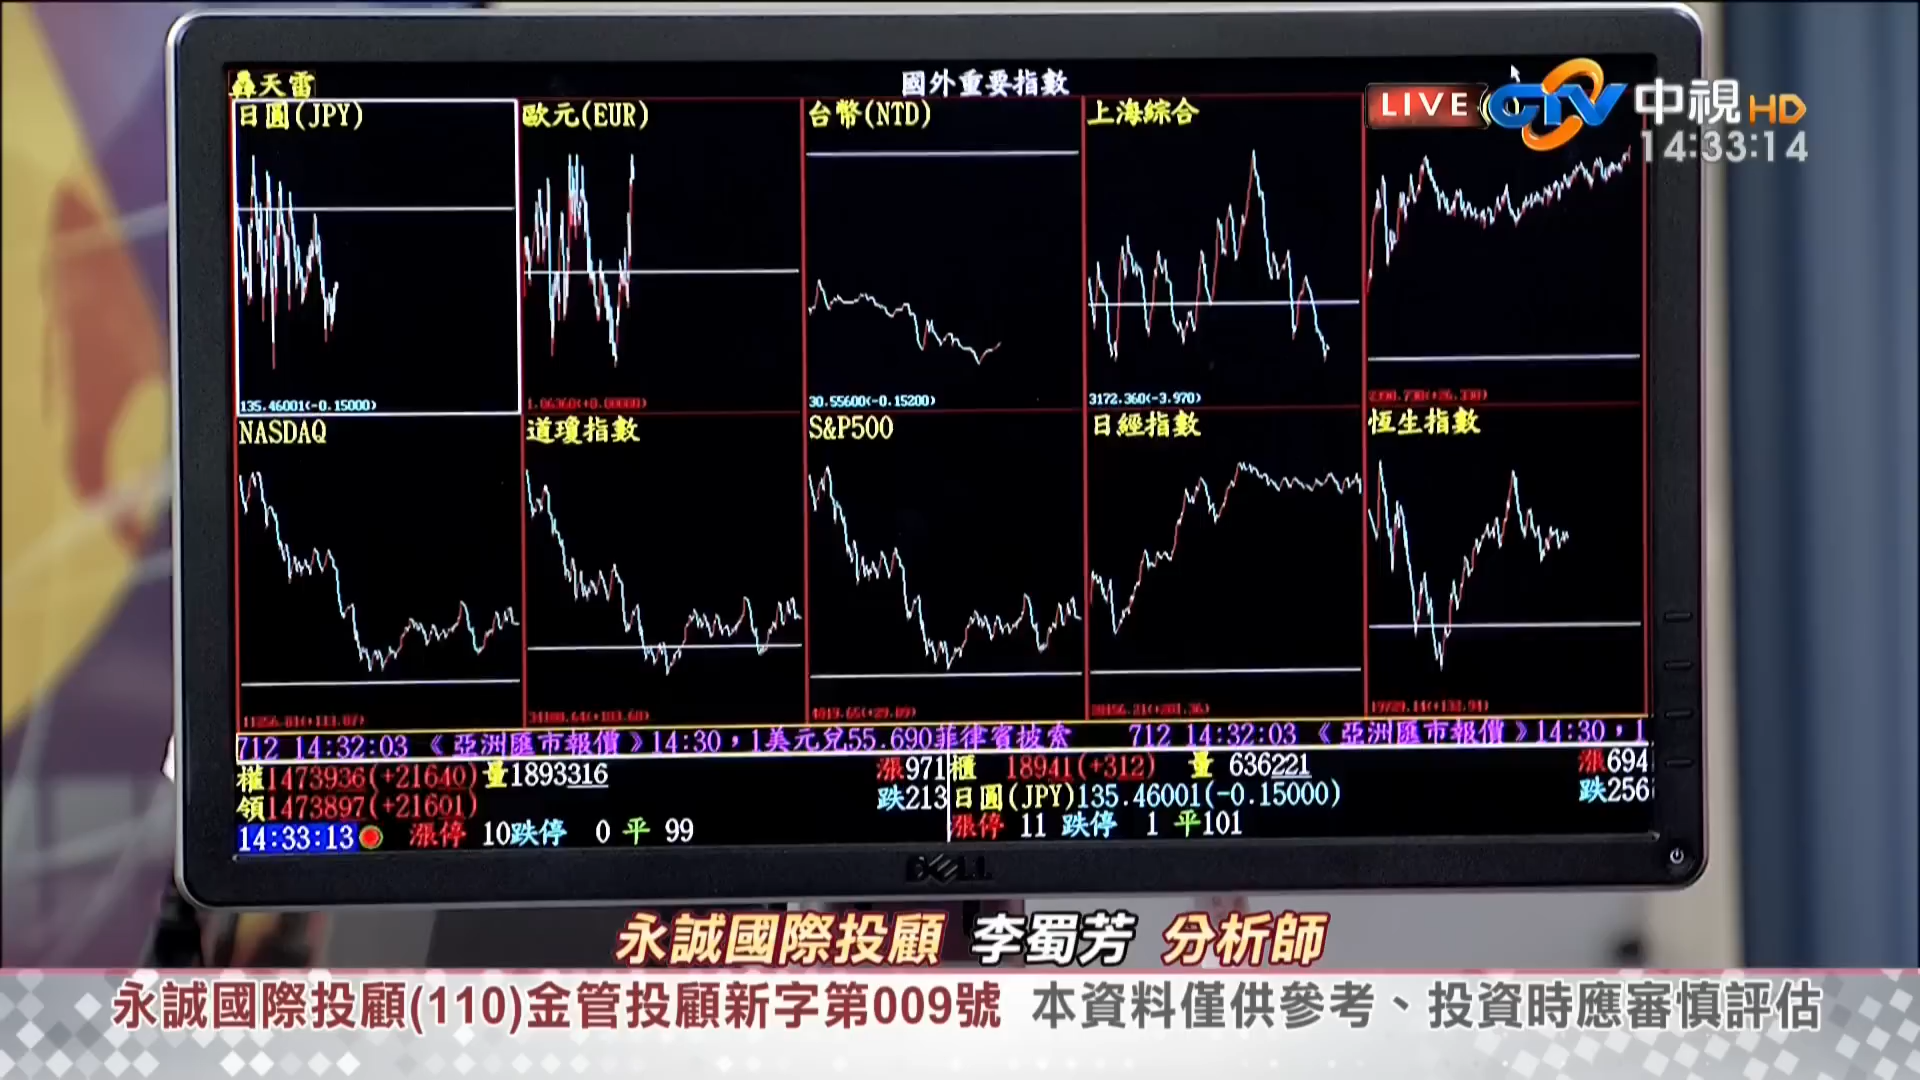 轟天雷
國外重要指數
LIVE CTV 中視HD
14:33:14
日圓(JPY)
歐元(EUR)
台幣(NTD)
上海綜合
135.46001(-0.15000)
30.55600(-0.15200)
3172.360(-3.970)
NASDAQ
道瓊指數
S&P500
日經指數
恆生指數
712 14:32:03 《亞洲匯市報價》14:30，1美元兌55.690菲律賓披索 712 14:32:03 《亞洲匯市報價》14:30，1
權1473936(+21640) 量1893316 漲971 櫃 18941(+312) 量 636221 漲694
領1473897(+21601) 跌213 日圓(JPY)135.46001(-0.15000) 跌256
14:33:13 漲停 10跌停 0 平 99 漲停 11 跌停 1 平101
DELL
永誠國際投顧 李蜀芳 分析師
永誠國際投顧(110)金管投顧新字第009號 本資料僅供參考、投資時應審慎評估